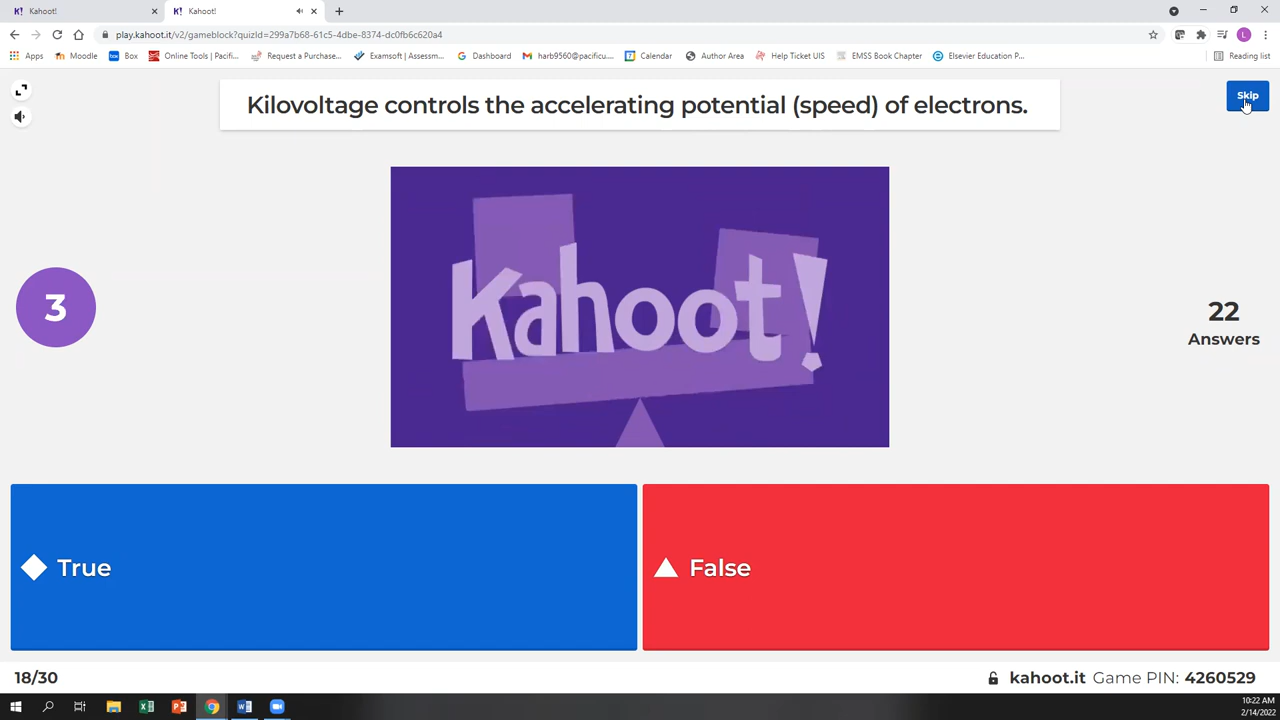 Kahoot!
Kahoot!
play.kahoot.it/v2/gameblock?quizId=299a7b68-61c5-4dbe-8374-dc0fb6c620a4
Apps
Moodle
Box
Online Tools | Pacifi...
Request a Purchase...
Examsoft | Assessm...
Dashboard
harb9560@pacificu...
Calendar
Author Area
Help Ticket UIS
EMSS Book Chapter
Elsevier Education P...
Reading list
Kilovoltage controls the accelerating potential (speed) of electrons.
Skip
Kahoot!
3
22
Answers
True
False
18/30
kahoot.it Game PIN: 4260529
10:22 AM
2/14/2022